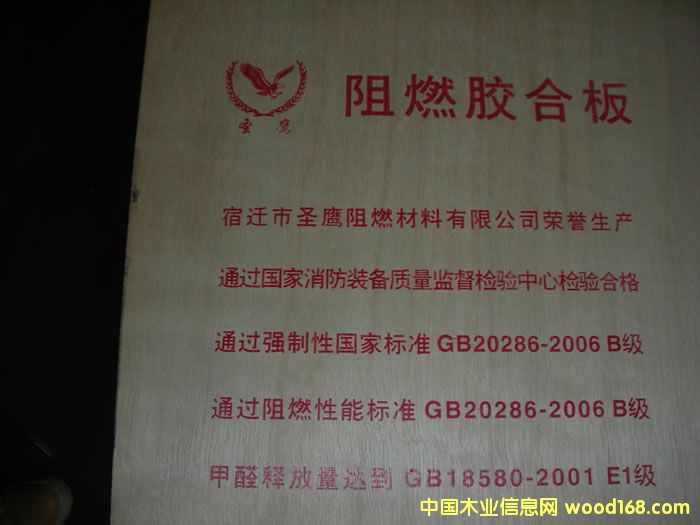 阻燃胶合板
圣鹰
宿迁市圣鹰阻燃材料有限公司荣誉生产
通过国家消防装备质量监督检验中心检验合格
通过强制性国家标准 GB20286-2006 B级
通过阻燃性能标准 GB20286-2006 B级
甲醛释放量达到 GB18580-2001 E1级
中国木业信息网 wood168.com